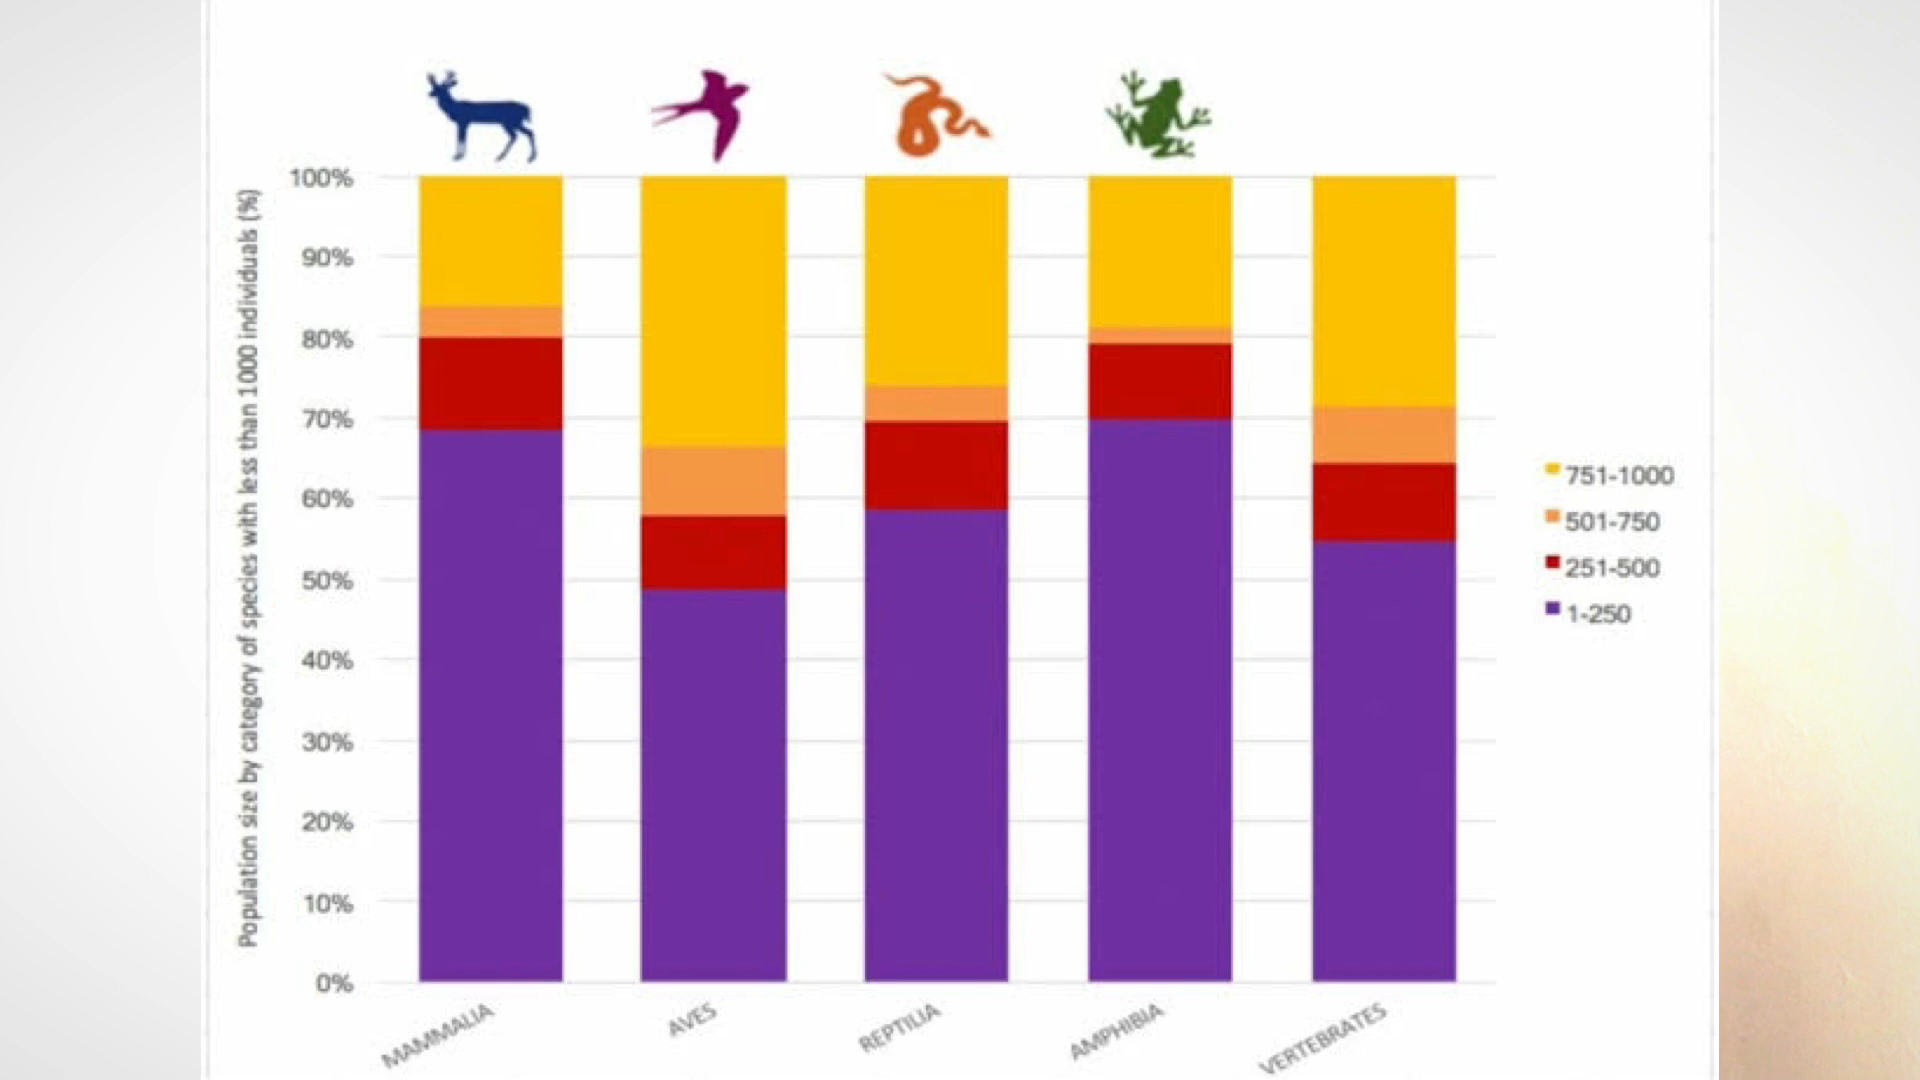 Population size by category of species with less than 1000 individuals (%)
100%
90%
80%
70%
60%
50%
40%
30%
20%
10%
0%
MAMMALIA
AVES
REPTILIA
AMPHIBIA
VERTEBRATES
751-1000
501-750
251-500
1-250